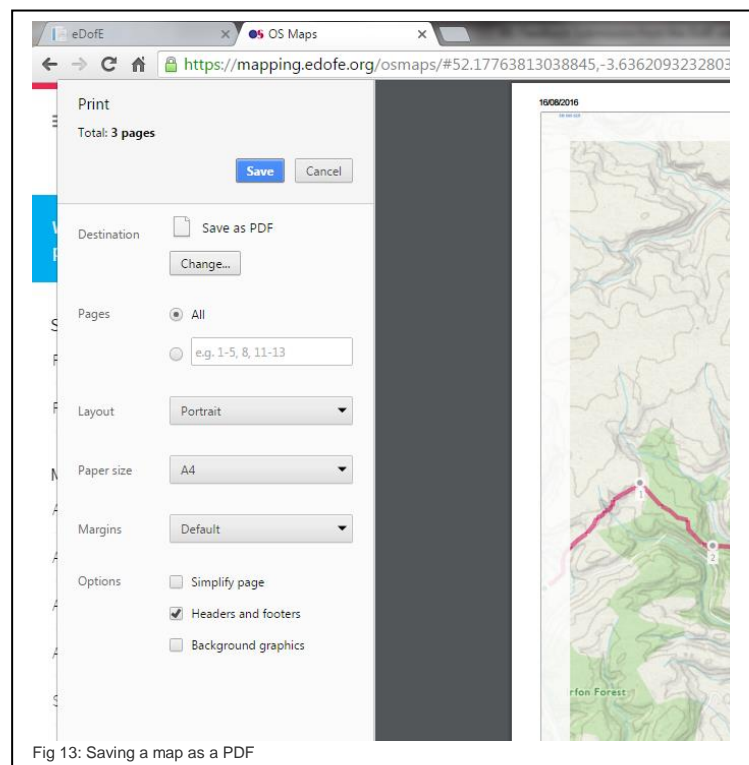 eDofE
OS Maps
https://mapping.edofe.org/osmaps/#52.17763813038845,-3.6362093232803
Print
Total: 3 pages
Save Cancel
Destination Save as PDF
Change...
Pages All
e.g. 1-5, 8, 11-13
Layout Portrait
Paper size A4
Margins Default
Options Simplify page
Headers and footers
Background graphics
16/08/2016
1
2
rfon Forest
Fig 13: Saving a map as a PDF